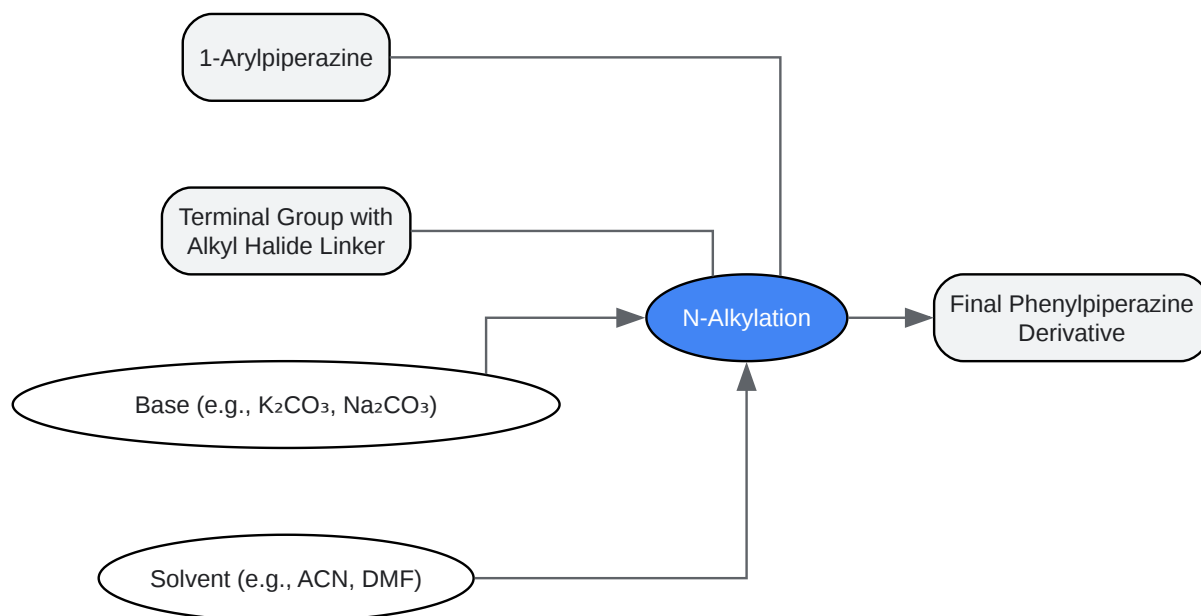 1-Arylpiperazine
Terminal Group with
Alkyl Halide Linker
N-Alkylation
Final Phenylpiperazine
Derivative
Base (e.g., K₂CO₃, Na₂CO₃)
Solvent (e.g., ACN, DMF)